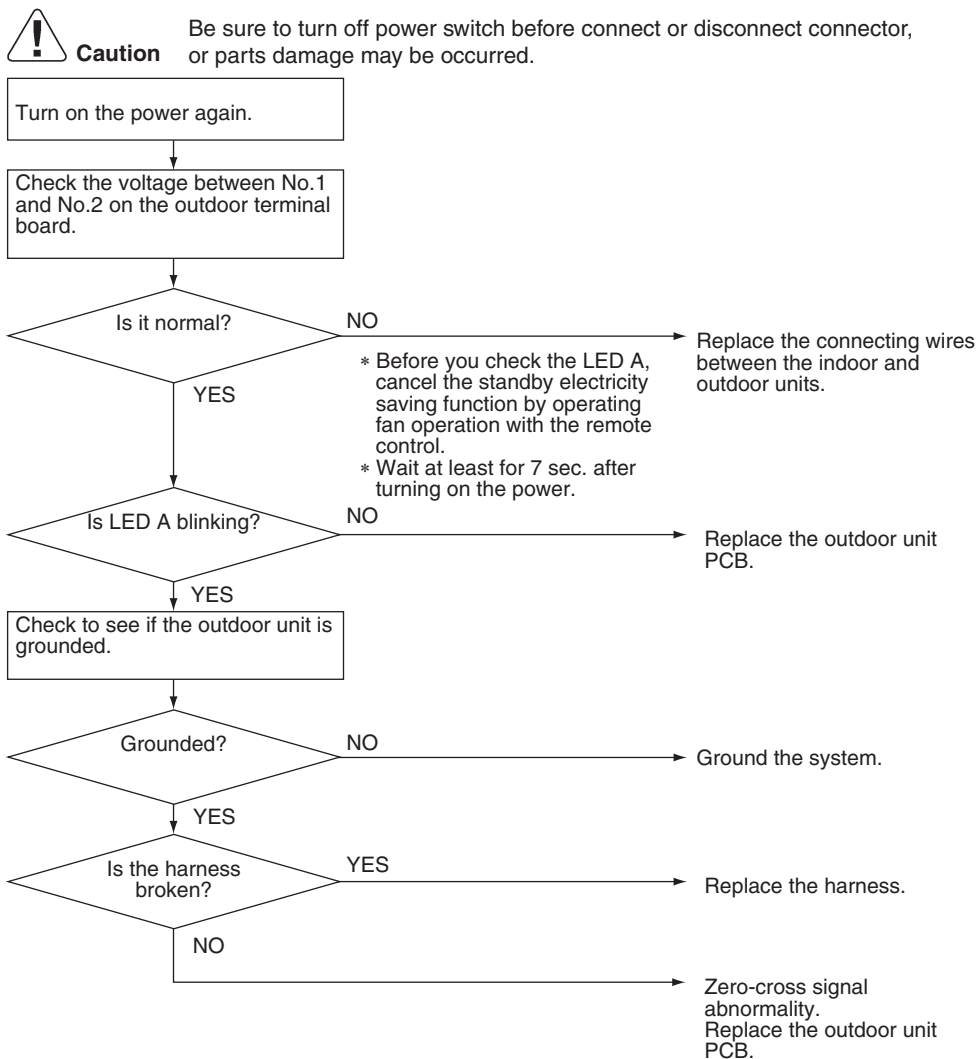 Be sure to turn off power switch before connect or disconnect connector,
Caution or parts damage may be occurred.
Turn on the power again.
Check the voltage between No.1
and No.2 on the outdoor terminal
board.
Is it normal?
NO
Replace the connecting wires
between the indoor and
outdoor units.
YES
* Before you check the LED A,
cancel the standby electricity
saving function by operating
fan operation with the remote
control.
* Wait at least for 7 sec. after
turning on the power.
Is LED A blinking?
NO
Replace the outdoor unit
PCB.
YES
Check to see if the outdoor unit is
grounded.
Grounded?
NO
Ground the system.
YES
Is the harness
broken?
YES
Replace the harness.
NO
Zero-cross signal
abnormality.
Replace the outdoor unit
PCB.